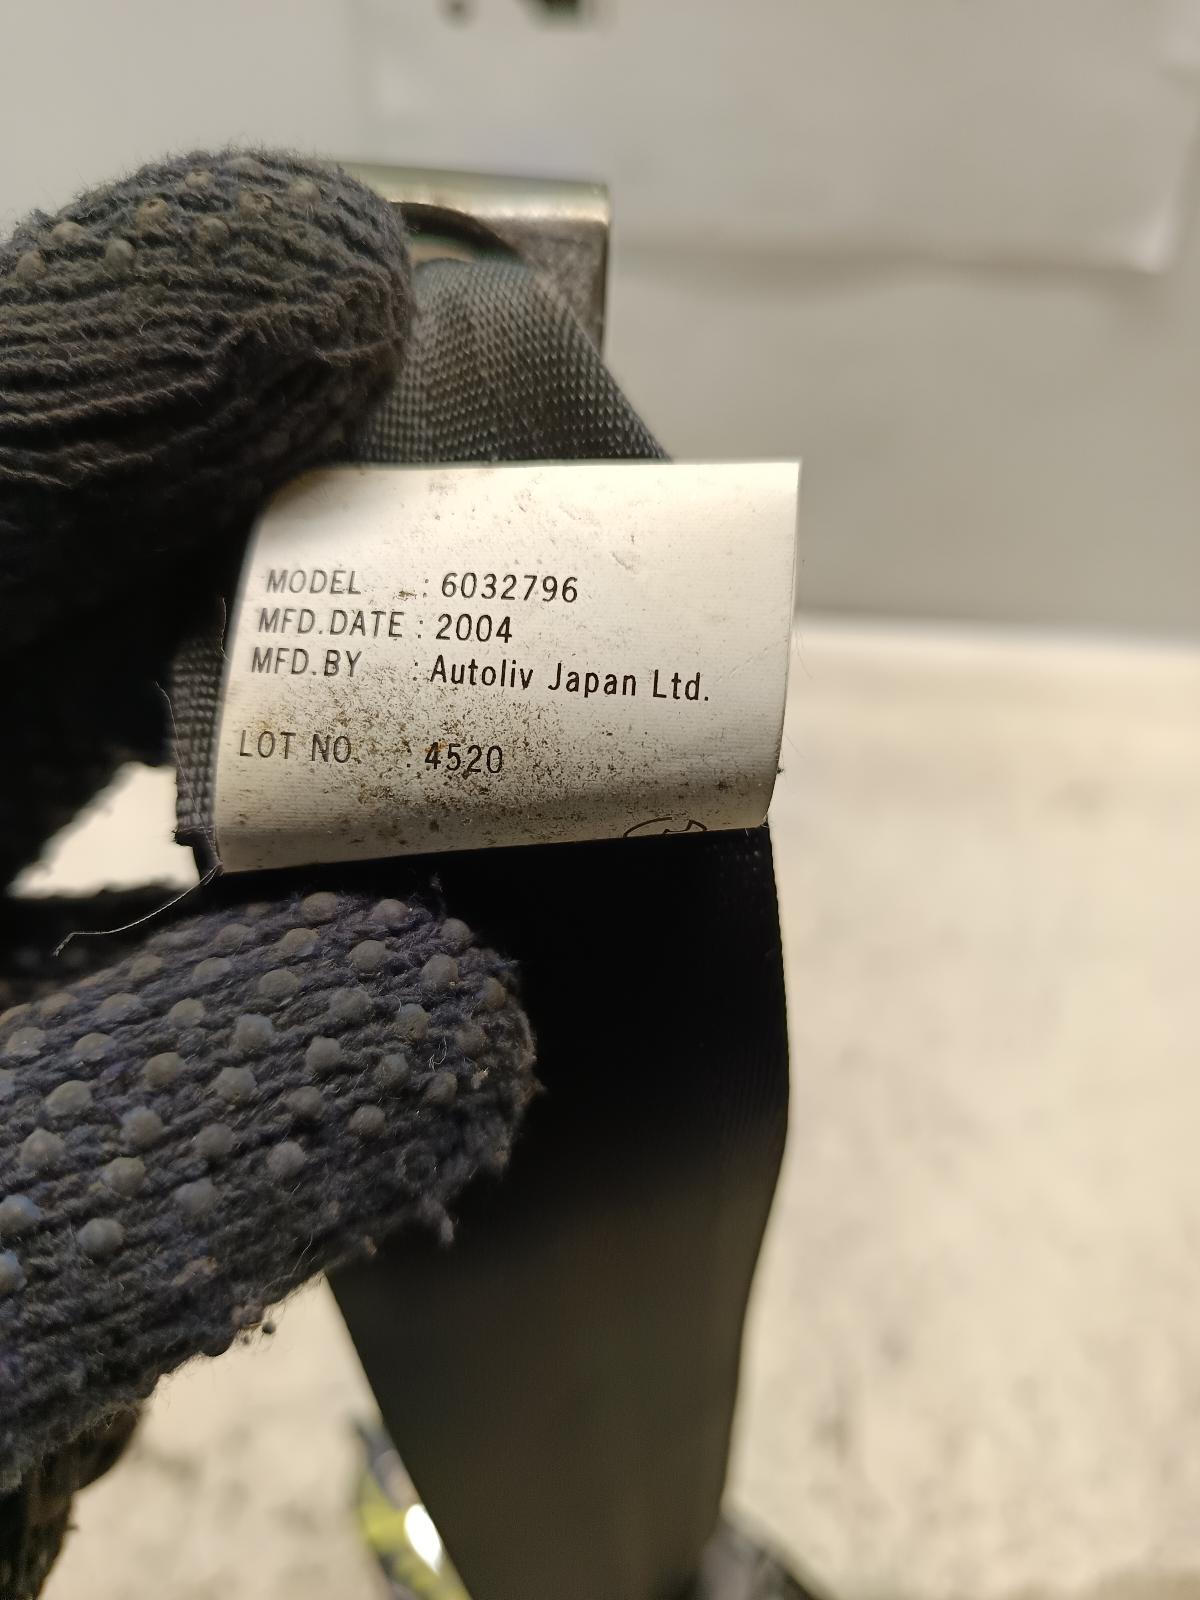 MODEL : 6032796
MFD.DATE : 2004
MFD.BY : Autoliv Japan Ltd.
LOT NO. : 4520